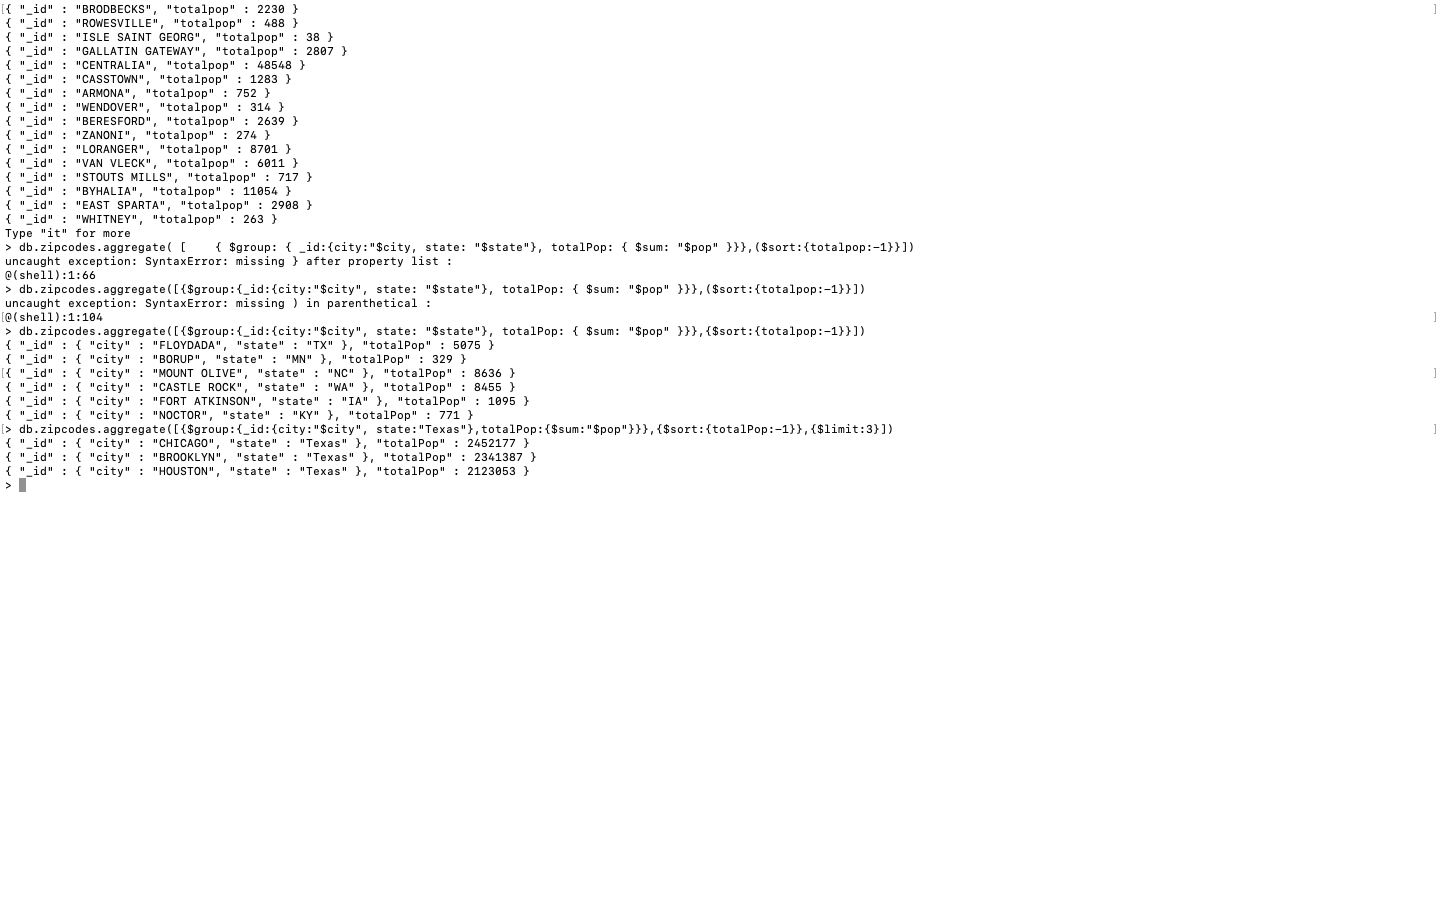 [{ "_id" : "BRODBECKS", "totalpop" : 2230 } ]
{ "_id" : "ROWESVILLE", "totalpop" : 488 }
{ "_id" : "ISLE SAINT GEORG", "totalpop" : 38 }
{ "_id" : "GALLATIN GATEWAY", "totalpop" : 2807 }
{ "_id" : "CENTRALIA", "totalpop" : 48548 }
{ "_id" : "CASSTOWN", "totalpop" : 1283 }
{ "_id" : "ARMONA", "totalpop" : 752 }
{ "_id" : "WENDOVER", "totalpop" : 314 }
{ "_id" : "BERESFORD", "totalpop" : 2639 }
{ "_id" : "ZANONI", "totalpop" : 274 }
{ "_id" : "LORANGER", "totalpop" : 8701 }
{ "_id" : "VAN VLECK", "totalpop" : 6011 }
{ "_id" : "STOUTS MILLS", "totalpop" : 717 }
{ "_id" : "BYHALIA", "totalpop" : 11054 }
{ "_id" : "EAST SPARTA", "totalpop" : 2908 }
{ "_id" : "WHITNEY", "totalpop" : 263 }
Type "it" for more
> db.zipcodes.aggregate( [    { $group: { _id:{city:"$city, state: "$state"}, totalPop: { $sum: "$pop" }}},($sort:{totalpop:-1}}])
uncaught exception: SyntaxError: missing } after property list :
@(shell):1:66
> db.zipcodes.aggregate([{$group:{_id:{city:"$city", state: "$state"}, totalPop: { $sum: "$pop" }}},($sort:{totalpop:-1}}])
uncaught exception: SyntaxError: missing ) in parenthetical :
[@(shell):1:104 ]
> db.zipcodes.aggregate([{$group:{_id:{city:"$city", state: "$state"}, totalPop: { $sum: "$pop" }}},{$sort:{totalpop:-1}}])
{ "_id" : { "city" : "FLOYDADA", "state" : "TX" }, "totalPop" : 5075 }
{ "_id" : { "city" : "BORUP", "state" : "MN" }, "totalPop" : 329 }
[{ "_id" : { "city" : "MOUNT OLIVE", "state" : "NC" }, "totalPop" : 8636 } ]
{ "_id" : { "city" : "CASTLE ROCK", "state" : "WA" }, "totalPop" : 8455 }
{ "_id" : { "city" : "FORT ATKINSON", "state" : "IA" }, "totalPop" : 1095 }
{ "_id" : { "city" : "NOCTOR", "state" : "KY" }, "totalPop" : 771 }
[> db.zipcodes.aggregate([{$group:{_id:{city:"$city", state:"Texas"},totalPop:{$sum:"$pop"}}},{$sort:{totalPop:-1}},{$limit:3}]) ]
{ "_id" : { "city" : "CHICAGO", "state" : "Texas" }, "totalPop" : 2452177 }
{ "_id" : { "city" : "BROOKLYN", "state" : "Texas" }, "totalPop" : 2341387 }
{ "_id" : { "city" : "HOUSTON", "state" : "Texas" }, "totalPop" : 2123053 }
>